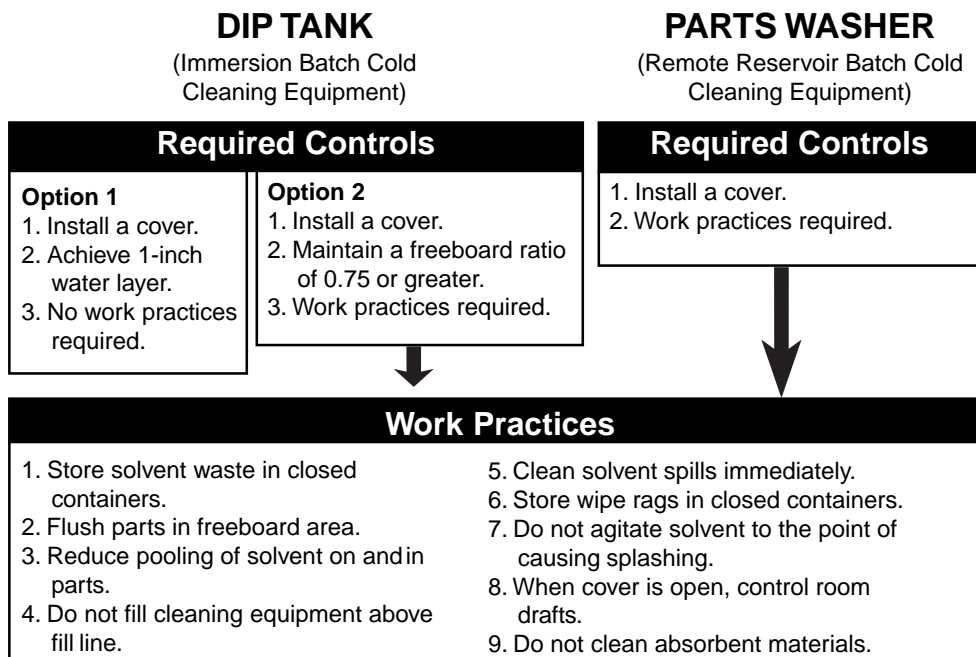 DIP TANK
(Immersion Batch Cold
Cleaning Equipment)
PARTS WASHER
(Remote Reservoir Batch Cold
Cleaning Equipment)
Required Controls
Option 1
1. Install a cover.
2. Achieve 1-inch
water layer.
3. No work practices
required.
Option 2
1. Install a cover.
2. Maintain a freeboard ratio
of 0.75 or greater.
3. Work practices required.
Required Controls
1. Install a cover.
2. Work practices required.
Work Practices
1. Store solvent waste in closed
containers.
2. Flush parts in freeboard area.
3. Reduce pooling of solvent on and in
parts.
4. Do not fill cleaning equipment above
fill line.
5. Clean solvent spills immediately.
6. Store wipe rags in closed containers.
7. Do not agitate solvent to the point of
causing splashing.
8. When cover is open, control room
drafts.
9. Do not clean absorbent materials.